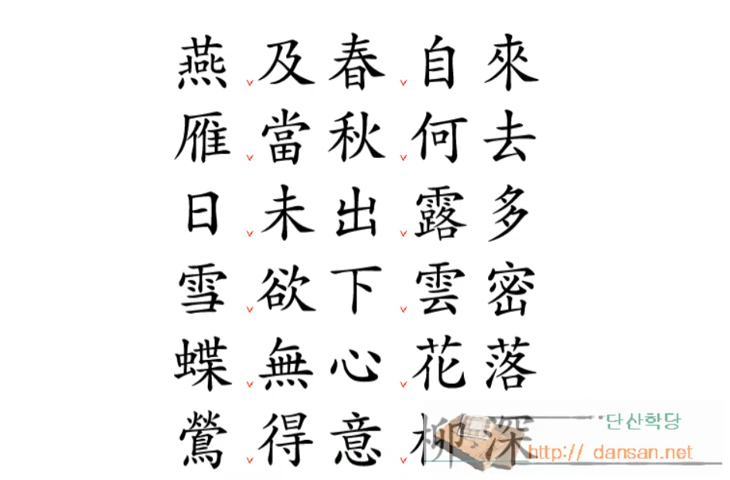 燕 ˅ 及 春 ˅ 自 來
雁 ˅ 當 秋 ˅ 何 去
日 ˅ 未 出 ˅ 露 多
雪 ˅ 欲 下 ˅ 雲 密
蝶 ˅ 無 心 ˅ 花 落
鶯 ˅ 得 意 ˅ 柳 深
단산학당
http:// dansan.net